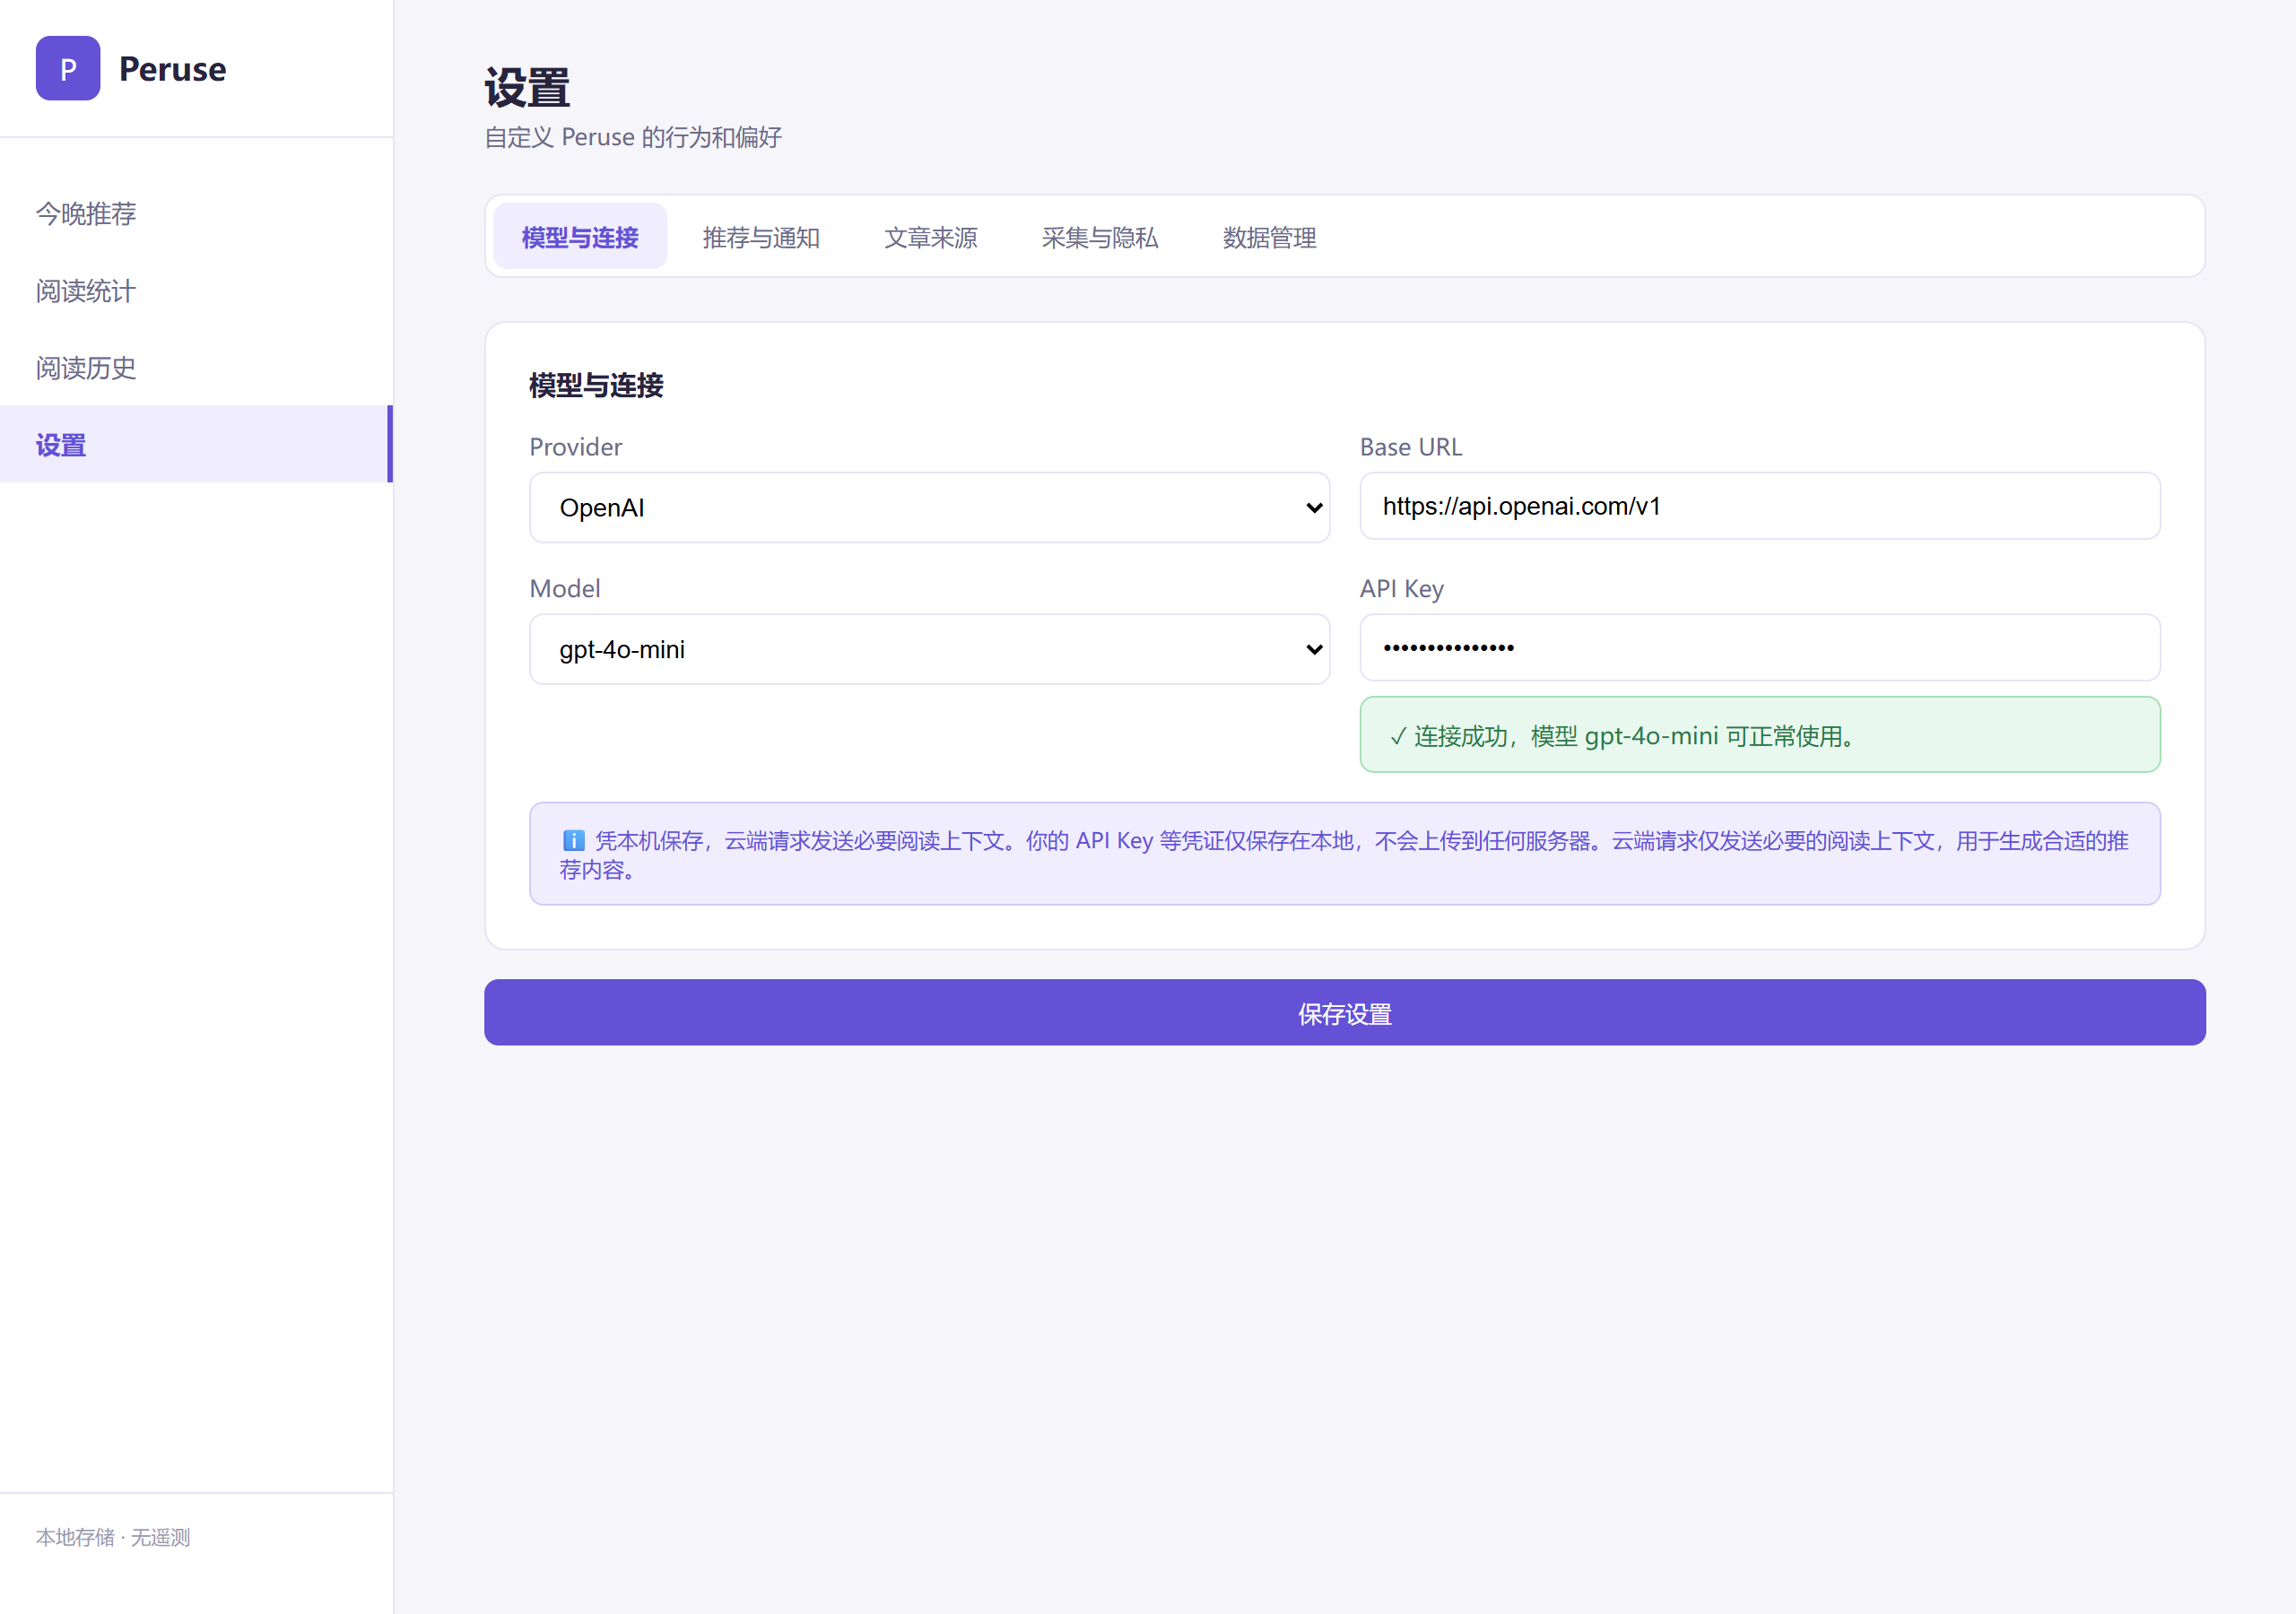 P
Peruse
今晚推荐
阅读统计
阅读历史
设置
本地存储 · 无遥测
设置
自定义 Peruse 的行为和偏好
模型与连接
推荐与通知
文章来源
采集与隐私
数据管理
模型与连接
Provider
OpenAI
Base URL
https://api.openai.com/v1
Model
gpt-4o-mini
API Key
•••••••••••••••
✓ 连接成功，模型 gpt-4o-mini 可正常使用。
ℹ️ 凭本机保存，云端请求发送必要阅读上下文。你的 API Key 等凭证仅保存在本地，不会上传到任何服务器。云端请求仅发送必要的阅读上下文，用于生成合适的推
荐内容。
保存设置